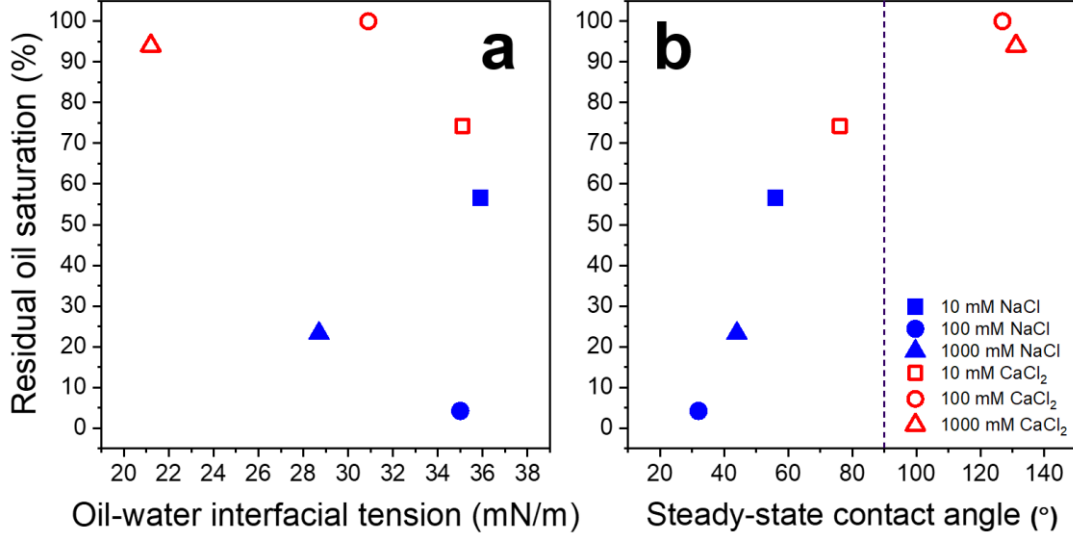 Residual oil saturation (%)
100
90
80
70
60
50
40
30
20
10
0
a
20 22 24 26 28 30 32 34 36 38
Oil-water interfacial tension (mN/m)
100
90
80
70
60
50
40
30
20
10
0
b
10 mM NaCl
100 mM NaCl
1000 mM NaCl
10 mM CaCl₂
100 mM CaCl₂
1000 mM CaCl₂
20 40 60 80 100 120 140
Steady-state contact angle (°)